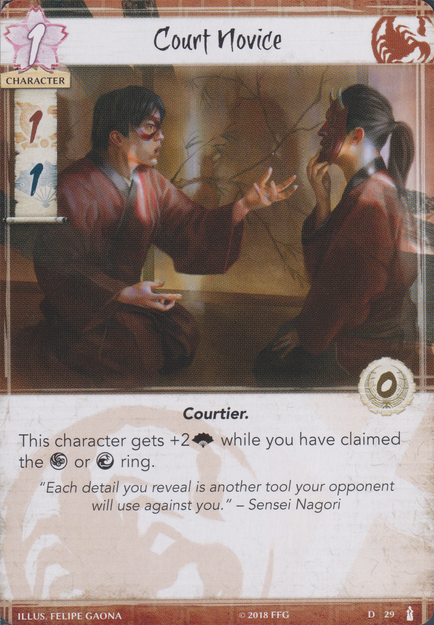 1
Court Novice
CHARACTER
1
1
0
Courtier.
This character gets +2 while you have claimed
the or ring.
"Each detail you reveal is another tool your opponent
will use against you." – Sensei Nagori
ILLUS. FELIPE GAONA
© 2018 FFG
D 29